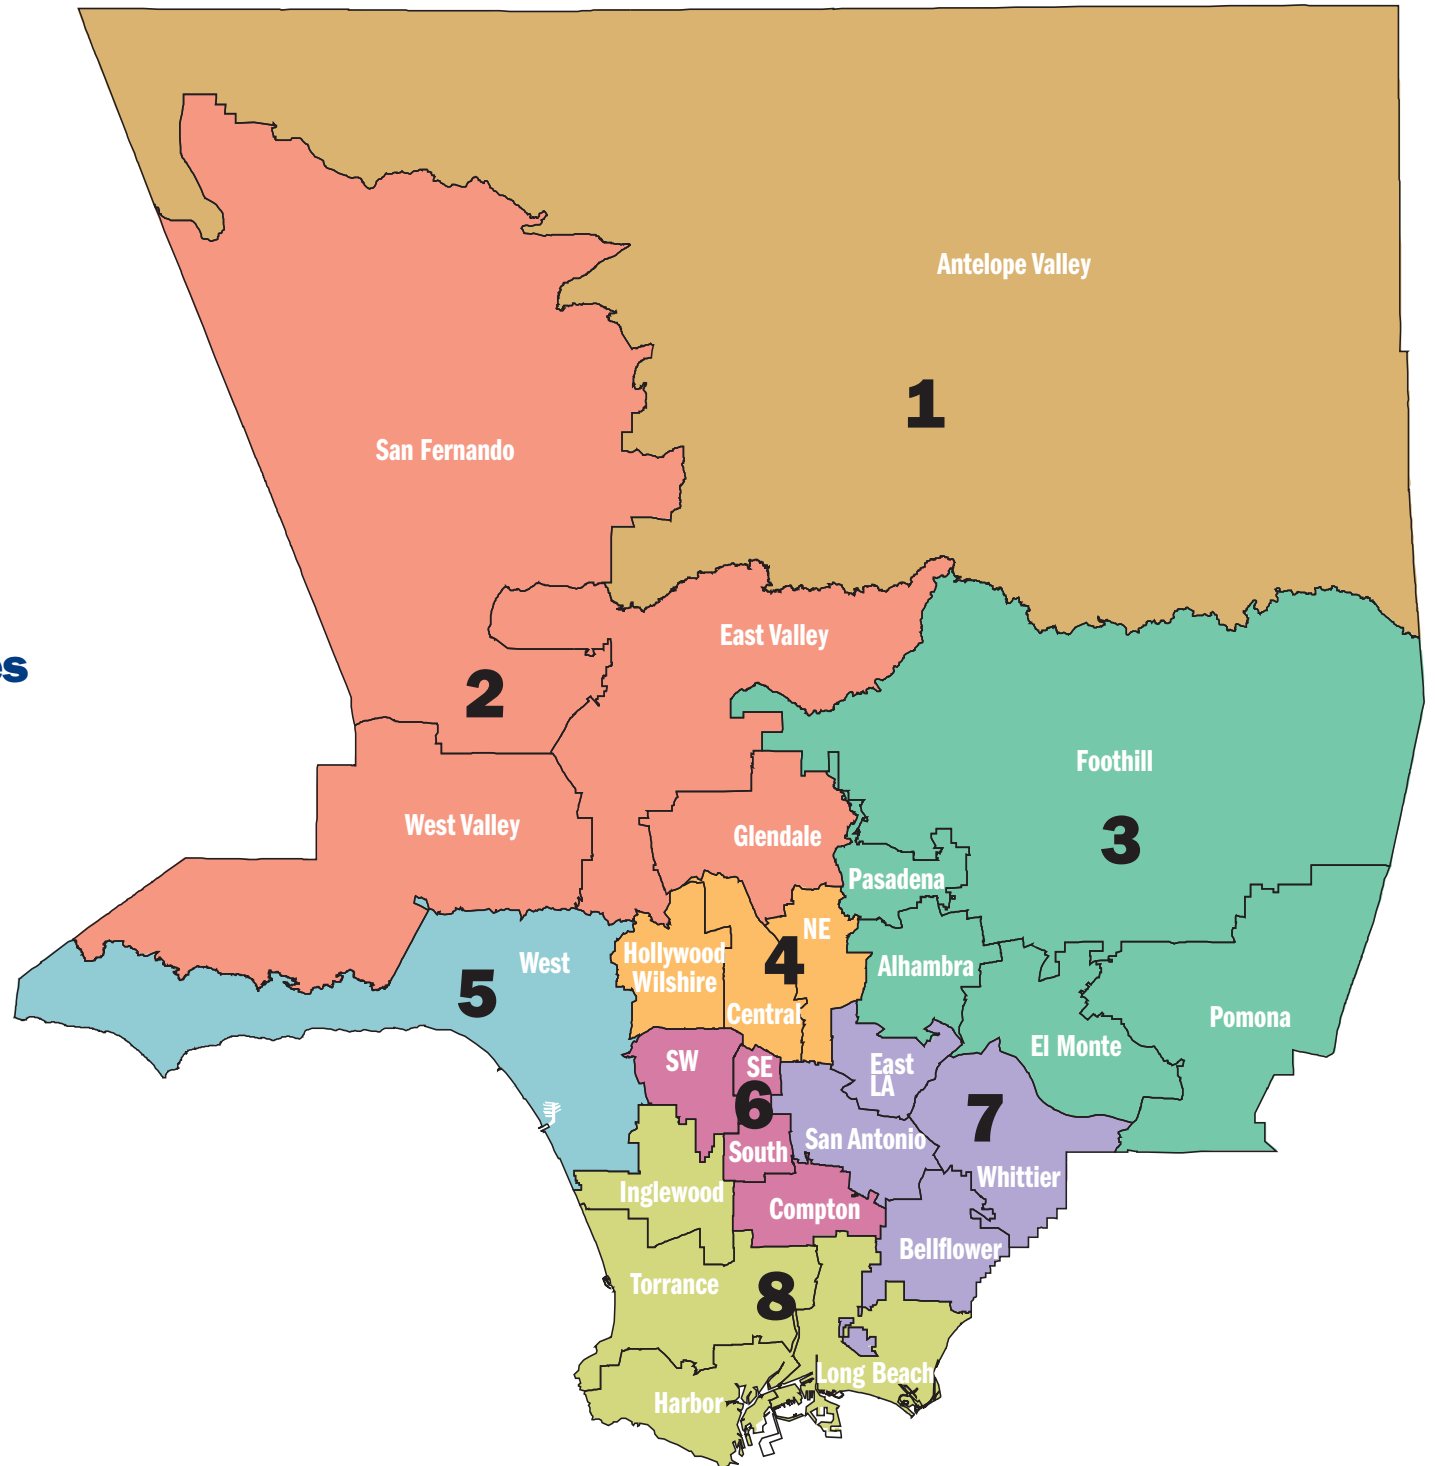 Antelope Valley
1
San Fernando
East Valley
es
2
Foothill
West Valley
Glendale
3
Pasadena
NE
Hollywood
Wilshire
4
West
5
Alhambra
Central
Pomona
El Monte
SW
SE
East
LA
6
7
San Antonio
South
Whittier
Inglewood
Compton
Bellflower
Torrance
8
Long Beach
Harbor